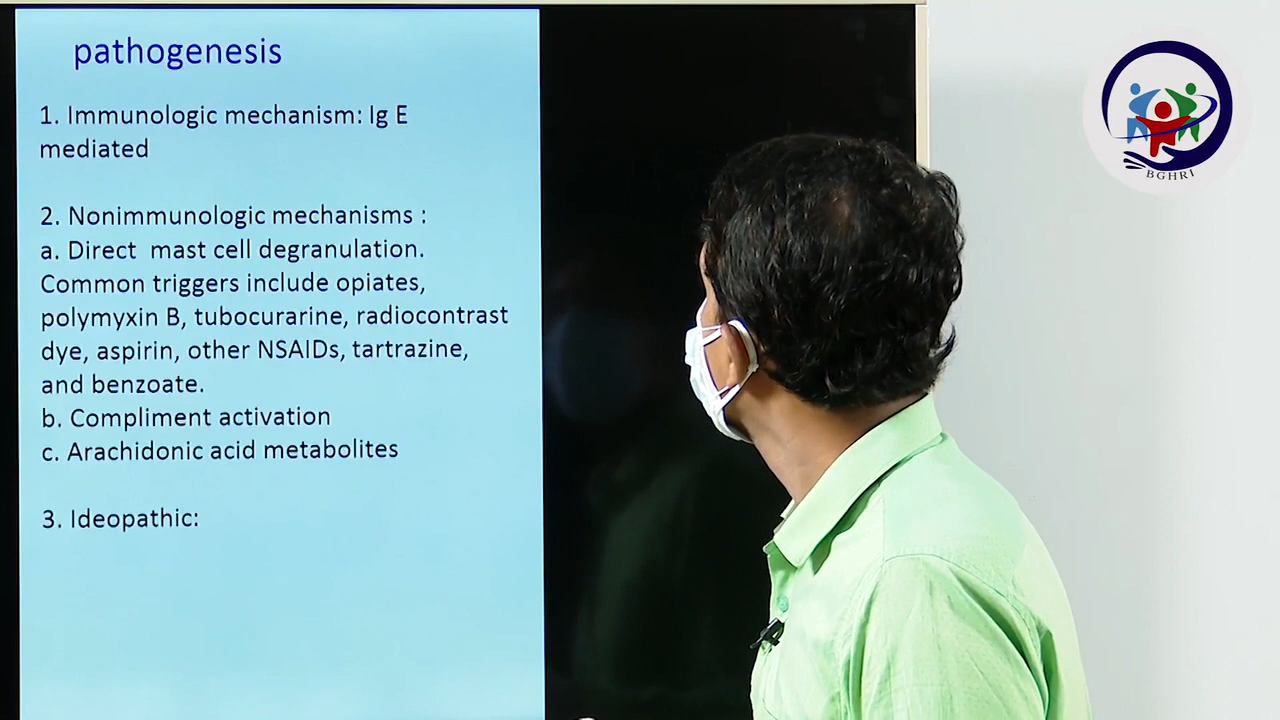 pathogenesis
1. Immunologic mechanism: Ig E
mediated
2. Nonimmunologic mechanisms :
a. Direct mast cell degranulation.
Common triggers include opiates,
polymyxin B, tubocurarine, radiocontrast
dye, aspirin, other NSAIDs, tartrazine,
and benzoate.
b. Compliment activation
c. Arachidonic acid metabolites
3. Ideopathic:
BGHRI